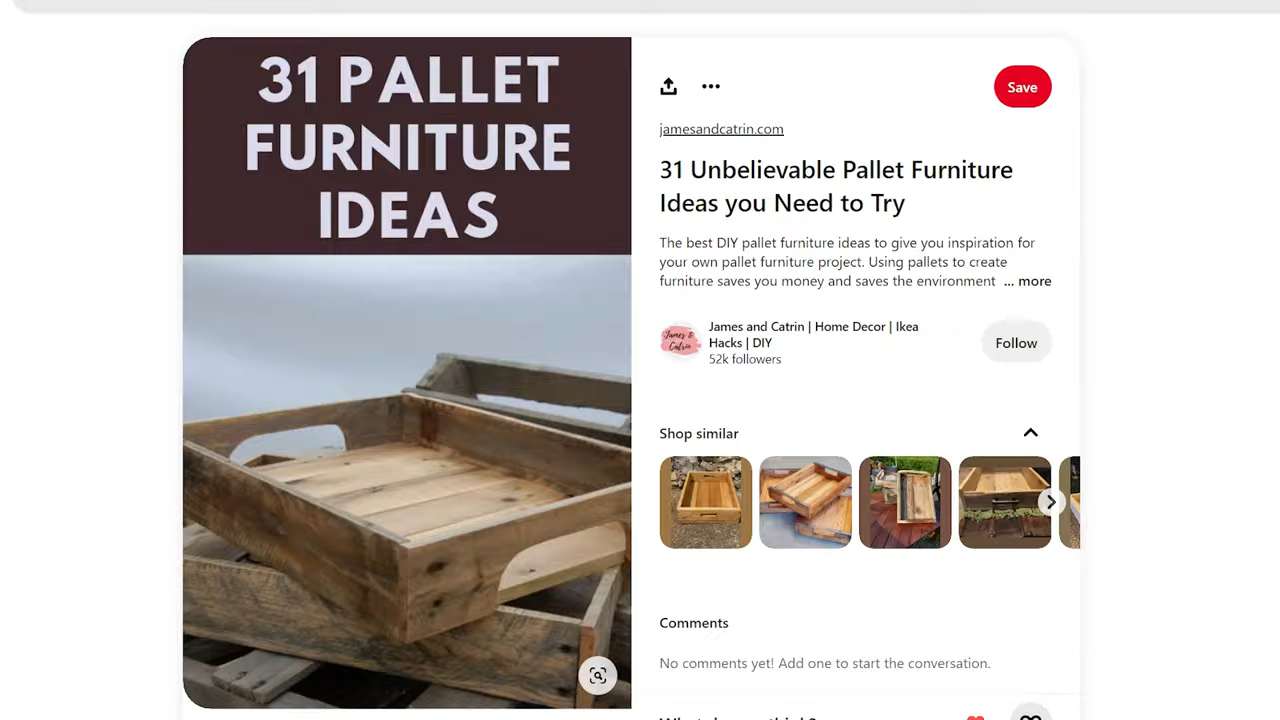 31 PALLET
FURNITURE
IDEAS
Save
jamesandcatrin.com
31 Unbelievable Pallet Furniture
Ideas you Need to Try
The best DIY pallet furniture ideas to give you inspiration for
your own pallet furniture project. Using pallets to create
furniture saves you money and saves the environment ... more
James &
Catrin
James and Catrin | Home Decor | Ikea
Hacks | DIY
52k followers
Follow
Shop similar
Comments
No comments yet! Add one to start the conversation.